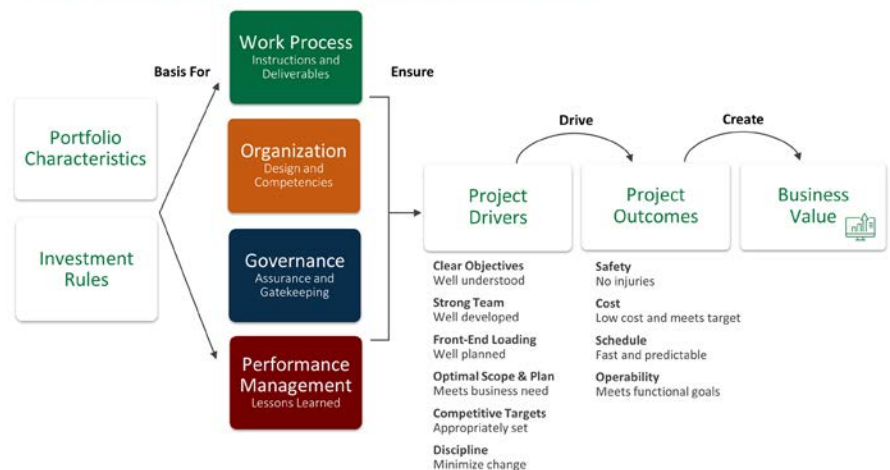 Basis For
Ensure
Drive
Create
Portfolio
Characteristics
Investment
Rules
Work Process
Instructions and
Deliverables
Organization
Design and
Competencies
Governance
Assurance and
Gatekeeping
Performance
Management
Lessons Learned
Project
Drivers
Clear Objectives
Well understood
Strong Team
Well developed
Front-End Loading
Well planned
Optimal Scope & Plan
Meets business need
Competitive Targets
Appropriately set
Discipline
Minimize change
Project
Outcomes
Safety
No injuries
Cost
Low cost and meets target
Schedule
Fast and predictable
Operability
Meets functional goals
Business
Value